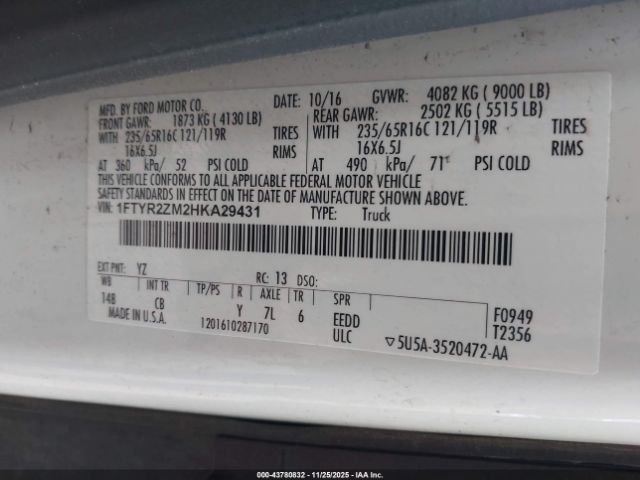 MFD. BY FORD MOTOR CO. DATE: 10/16 GVWR: 4082 KG ( 9000 LB)
FRONT GAWR: 1873 KG ( 4130 LB) REAR GAWR: 2502 KG ( 5515 LB)
WITH 235/65R16C 121/119R TIRES WITH 235/65R16C 121/119R TIRES
16X6.5J RIMS 16X6.5J RIMS
AT 360 kPa/ 52 PSI COLD AT 490 kPa/ 71 PSI COLD
THIS VEHICLE CONFORMS TO ALL APPLICABLE FEDERAL MOTOR VEHICLE
SAFETY STANDARDS IN EFFECT ON THE DATE OF MANUFACTURE SHOWN ABOVE.
VIN: 1FTYR2ZM2HKA29431 TYPE: Truck
EXT PNT: YZ RC: 13 DSO:
WB INT TR TP/PS R AXLE TR SPR
148 CB Y 7L 6 EEDD F0949
MADE IN U.S.A. 1201610287170 ULC ▽5U5A-3520472-AA T2356
000-43780832 - 11/25/2025 - IAAI.com